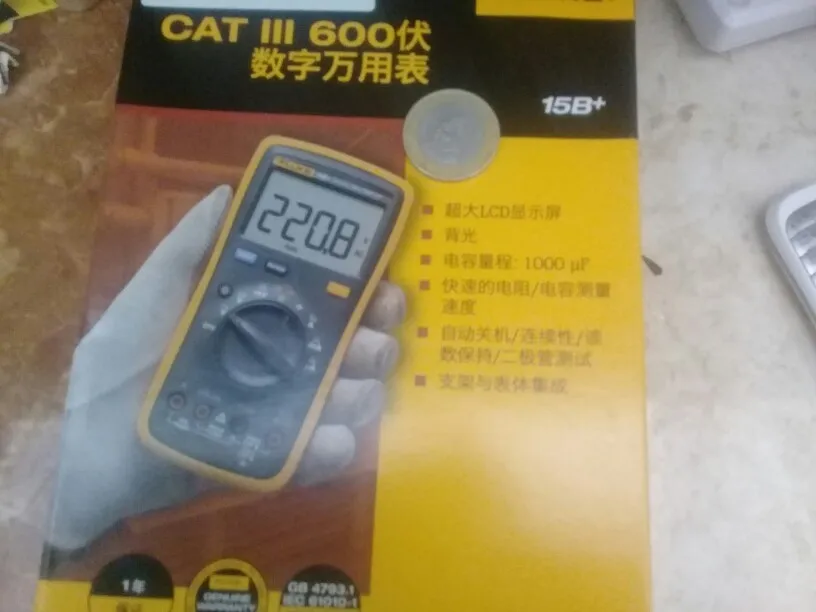 CAT III 600伏
数字万用表
15B+
FLUKE
220.8
超大LCD显示屏
背光
电容量程: 1000 µF
快速的电阻/电容测量
速度
自动关机/连续性/读
数保持/二极管测试
支架与表体集成
1年
GENUINE
WARRANTY
GB 4793.1
IEC 61010-1